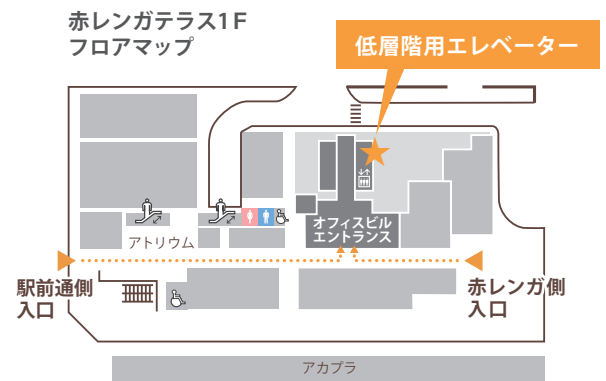 赤レンガテラス1F
フロアマップ
低層階用エレベーター
オフィスビル
エントランス
アトリウム
駅前通側
入口
赤レンガ側
入口
アカプラ